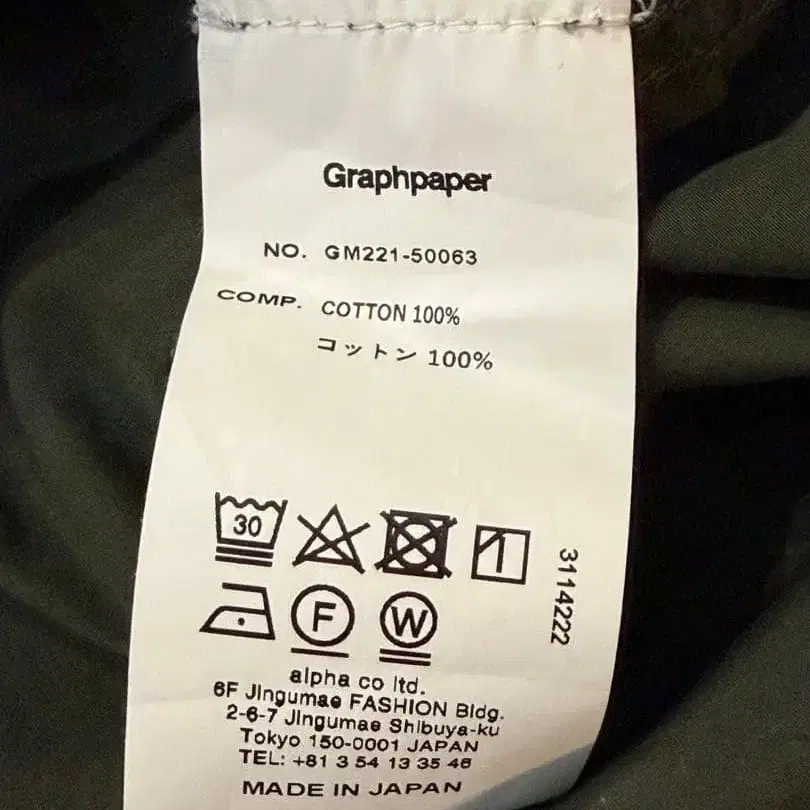 Graphpaper
NO. GM221-50063
COMP. COTTON 100%
コットン 100%
30
F
W
3114222
alpha co ltd.
6F Jingumae FASHION Bldg.
2-6-7 Jingumae Shibuya-ku
Tokyo 150-0001 JAPAN
TEL: +81 3 54 13 35 46
MADE IN JAPAN